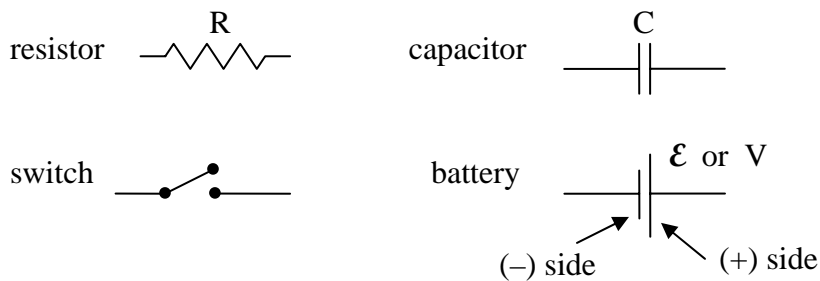 R
resistor
C
capacitor
switch
battery
ℰ or V
(–) side
(+) side